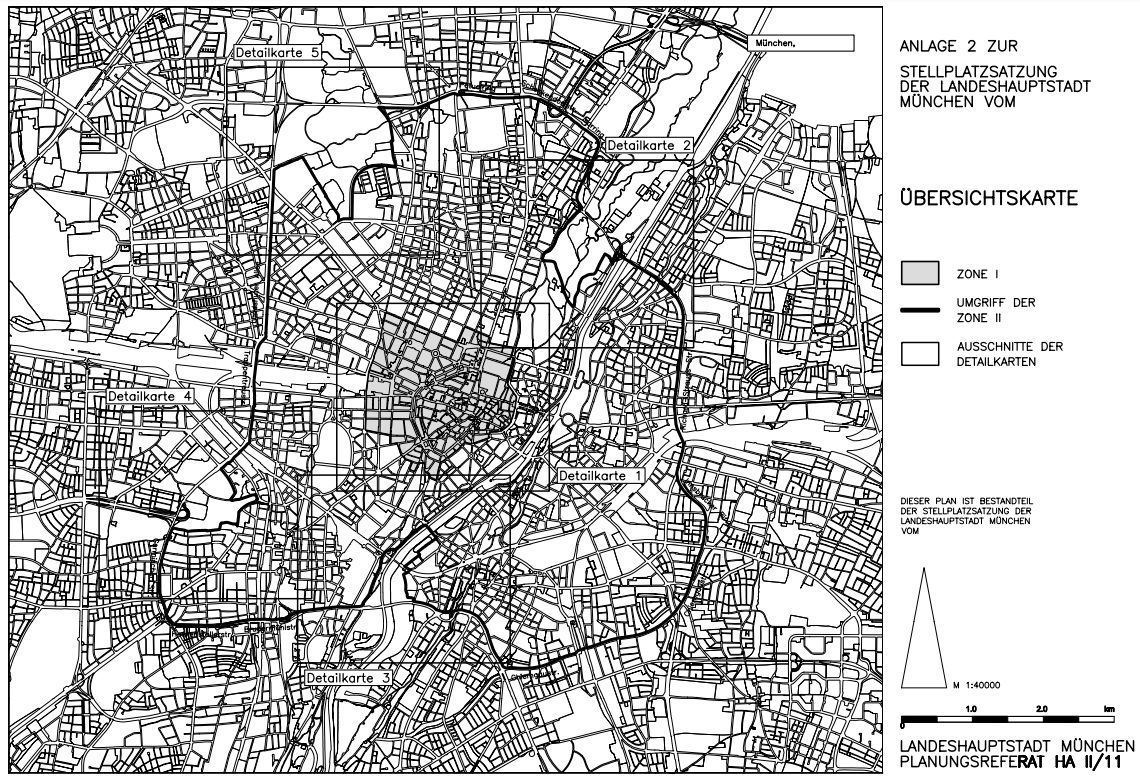 Detailkarte 5
München,
Detailkarte 2
Detailkarte 4
Detailkarte 1
Detailkarte 3
ANLAGE 2 ZUR
STELLPLATZSATZUNG
DER LANDESHAUPTSTADT
MÜNCHEN VOM
ÜBERSICHTSKARTE
ZONE I
UMGRIFF DER
ZONE II
AUSSCHNITTE DER
DETAILKARTEN
DIESER PLAN IST BESTANDTEIL
DER STELLPLATZSATZUNG DER
LANDESHAUPTSTADT MÜNCHEN
VOM
M 1:40000
0 1.0 2.0 km
LANDESHAUPTSTADT MÜNCHEN
PLANUNGSREFERAT HA II/11